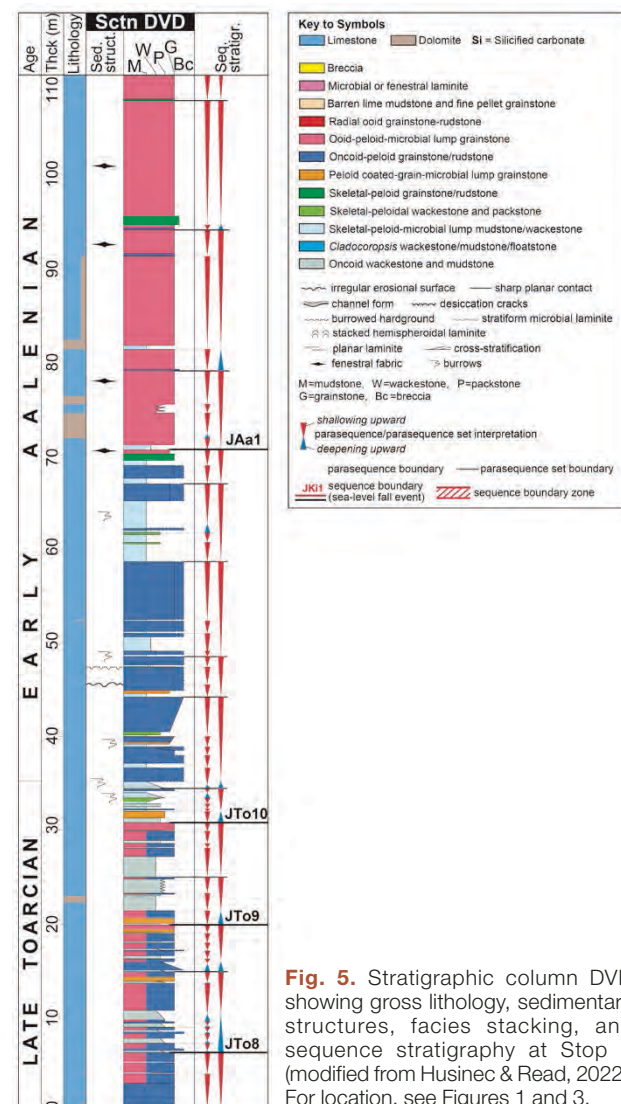 Sctn DVD
Age
Thck (m)
Lithology
Sed. struct.
M
W
P
G
Bc
Seq. stratigr.
110
100
90
80
70
60
50
40
30
20
10
EARLY AALENIAN
LATE TOARCIAN
JAa1
JTo10
JTo9
JTo8
Key to Symbols
Limestone Dolomite Si = Silicified carbonate
Breccia
Microbial or fenestral laminite
Barren lime mudstone and fine pellet grainstone
Radial ooid grainstone-rudstone
Ooid-peloid-microbial lump grainstone
Oncoid-peloid grainstone/rudstone
Peloid coated-grain-microbial lump grainstone
Skeletal-peloid grainstone/rudstone
Skeletal-peloidal wackestone and packstone
Skeletal-peloid-microbial lump mudstone/wackestone
Cladocoropsis wackestone/mudstone/floatstone
Oncoid wackestone and mudstone
irregular erosional surface sharp planar contact
channel form desiccation cracks
burrowed hardground stratiform microbial laminite
stacked hemispheroidal laminite
planar laminite cross-stratification
fenestral fabric burrows
M=mudstone, W=wackestone, P=packstone
G=grainstone, Bc=breccia
shallowing upward
parasequence/parasequence set interpretation
deepening upward
parasequence boundary parasequence set boundary
JKi1 sequence boundary (sea-level fall event) sequence boundary zone
Fig. 5. Stratigraphic column DV
showing gross lithology, sedimentar
structures, facies stacking, an
sequence stratigraphy at Stop
(modified from Husinec & Read, 2022
For location, see Figures 1 and 3.